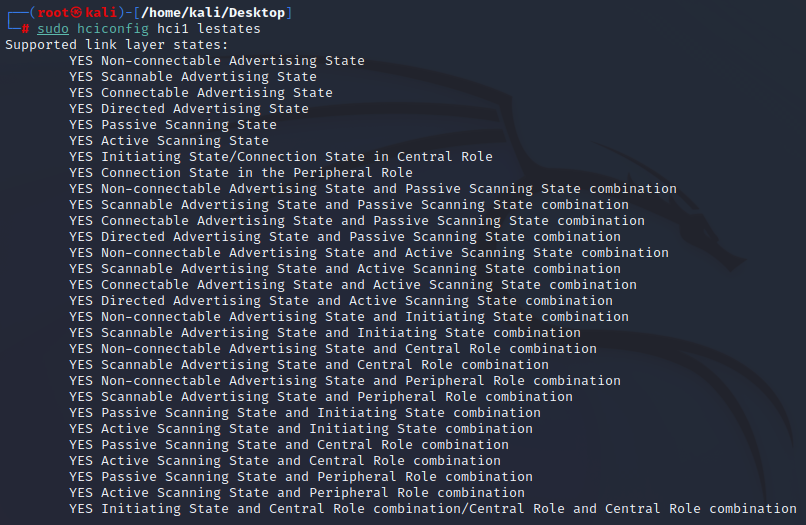 ┌──(root㉿kali)-[/home/kali/Desktop]
└─# sudo hciconfig hci1 lestates
Supported link layer states:
YES Non-connectable Advertising State
YES Scannable Advertising State
YES Connectable Advertising State
YES Directed Advertising State
YES Passive Scanning State
YES Active Scanning State
YES Initiating State/Connection State in Central Role
YES Connection State in the Peripheral Role
YES Non-connectable Advertising State and Passive Scanning State combination
YES Scannable Advertising State and Passive Scanning State combination
YES Connectable Advertising State and Passive Scanning State combination
YES Directed Advertising State and Passive Scanning State combination
YES Non-connectable Advertising State and Active Scanning State combination
YES Scannable Advertising State and Active Scanning State combination
YES Connectable Advertising State and Active Scanning State combination
YES Directed Advertising State and Active Scanning State combination
YES Non-connectable Advertising State and Initiating State combination
YES Scannable Advertising State and Initiating State combination
YES Non-connectable Advertising State and Central Role combination
YES Scannable Advertising State and Central Role combination
YES Non-connectable Advertising State and Peripheral Role combination
YES Scannable Advertising State and Peripheral Role combination
YES Passive Scanning State and Initiating State combination
YES Active Scanning State and Initiating State combination
YES Passive Scanning State and Central Role combination
YES Active Scanning State and Central Role combination
YES Passive Scanning State and Peripheral Role combination
YES Active Scanning State and Peripheral Role combination
YES Initiating State and Central Role combination/Central Role and Central Role combination